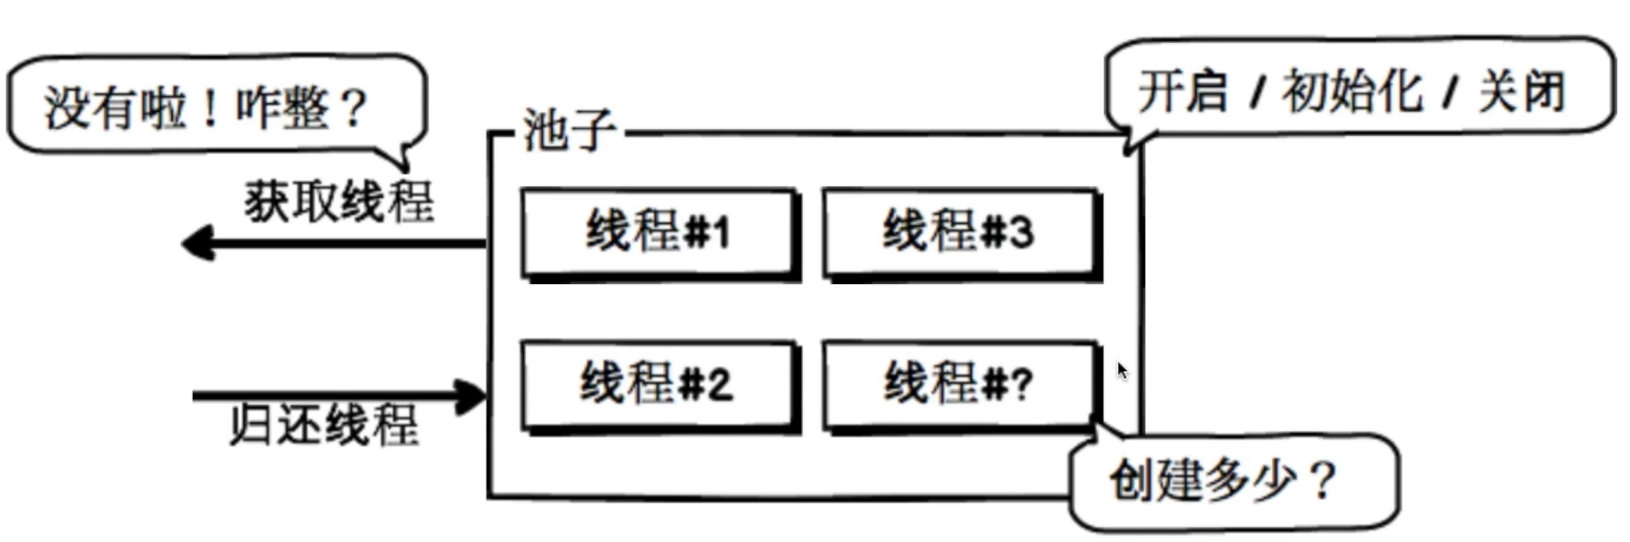 没有啦！咋整？
开启 / 初始化 / 关闭
池子
获取线程
线程#1
线程#3
线程#2
线程#?
归还线程
创建多少？